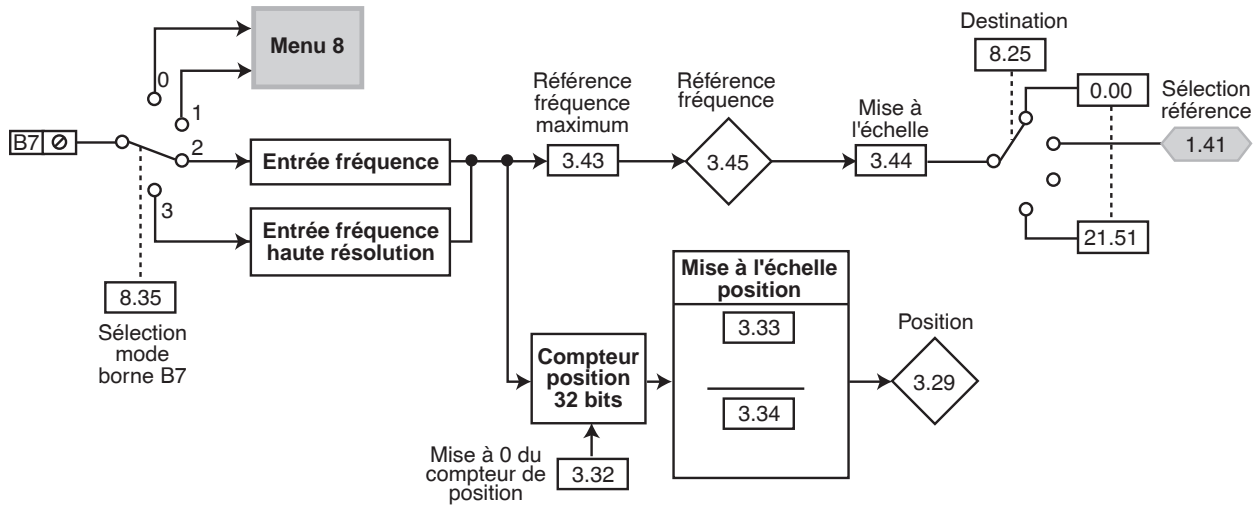 Destination
8.25
Menu 8
0
1
2
3
B7
Entrée fréquence
Entrée fréquence
haute résolution
8.35
Sélection
mode
borne B7
Référence
fréquence
maximum
3.43
Référence
fréquence
3.45
Mise à
l'échelle
3.44
0.00
Sélection
référence
1.41
21.51
Compteur
position
32 bits
Mise à 0 du
compteur de
position
3.32
Mise à l'échelle
position
3.33
3.34
Position
3.29